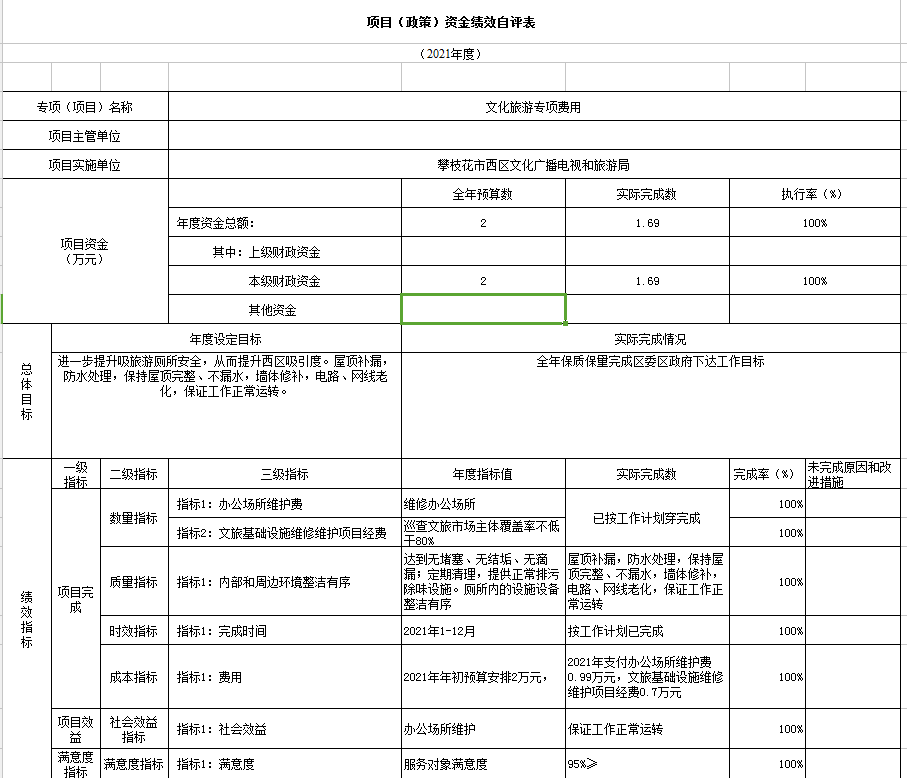 项目（政策）资金绩效自评表
（2021年度）
专项（项目）名称
文化旅游专项费用
项目主管单位
项目实施单位
攀枝花市西区文化广播电视和旅游局
项目资金
（万元）
全年预算数
实际完成数
执行率（%）
年度资金总额：
2
1.69
100%
其中：上级财政资金
本级财政资金
2
1.69
100%
其他资金
总体目标
年度设定目标
实际完成情况
进一步提升吸旅游厕所安全，从而提升西区吸引度。屋顶补漏，
防水处理，保持屋顶完整、不漏水，墙体修补，电路、网线老
化，保证工作正常运转。
全年保质保量完成区委区政府下达工作目标
绩效指标
一级
指标
二级指标
三级指标
年度指标值
实际完成数
完成率（%）
未完成原因和改
进措施
项目完
成
数量指标
指标1：办公场所维护费
维修办公场所
已按工作计划穿完成
100%
指标2：文旅基础设施维修维护项目经费
巡查文旅市场主体覆盖率不低
于80%
100%
质量指标
指标1：内部和周边环境整洁有序
达到无堵塞、无结垢、无滴
漏；定期清理，提供正常排污
除味设施。厕所内的设施设备
整洁有序
屋顶补漏，防水处理，保持屋
顶完整、不漏水，墙体修补，
电路、网线老化，保证工作正
常运转
100%
时效指标
指标1：完成时间
2021年1-12月
按工作计划已完成
100%
成本指标
指标1：费用
2021年年初预算安排2万元，
2021年支付办公场所维护费
0.99万元，文旅基础设施维修
维护项目经费0.7万元
100%
项目效
益
社会效益
指标
指标1：社会效益
办公场所维护
保证工作正常运转
100%
满意度
指标
满意度指标
指标1：满意度
服务对象满意度
95%≥
100%